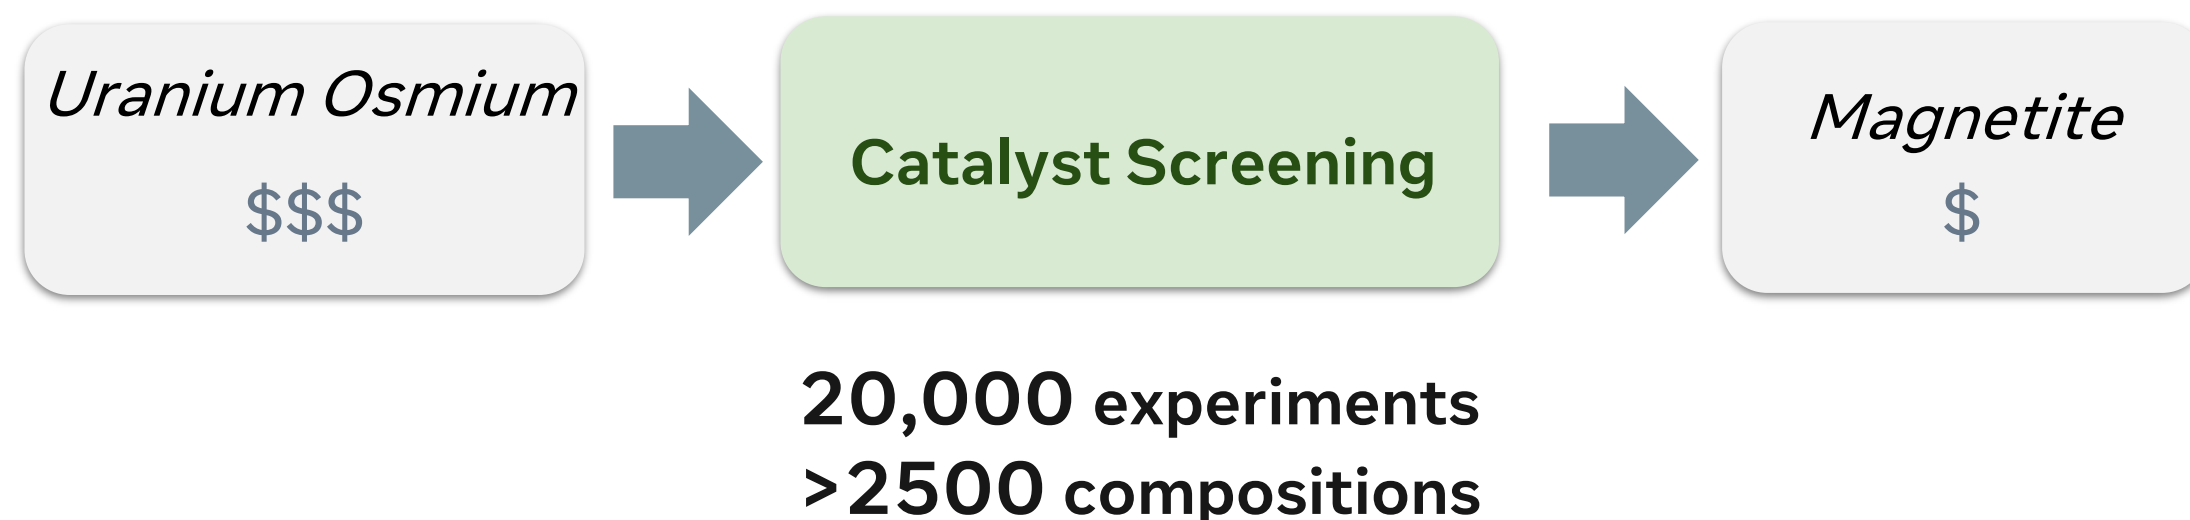 Uranium Osmium
$$$
Catalyst Screening
Magnetite
$
20,000 experiments
>2500 compositions